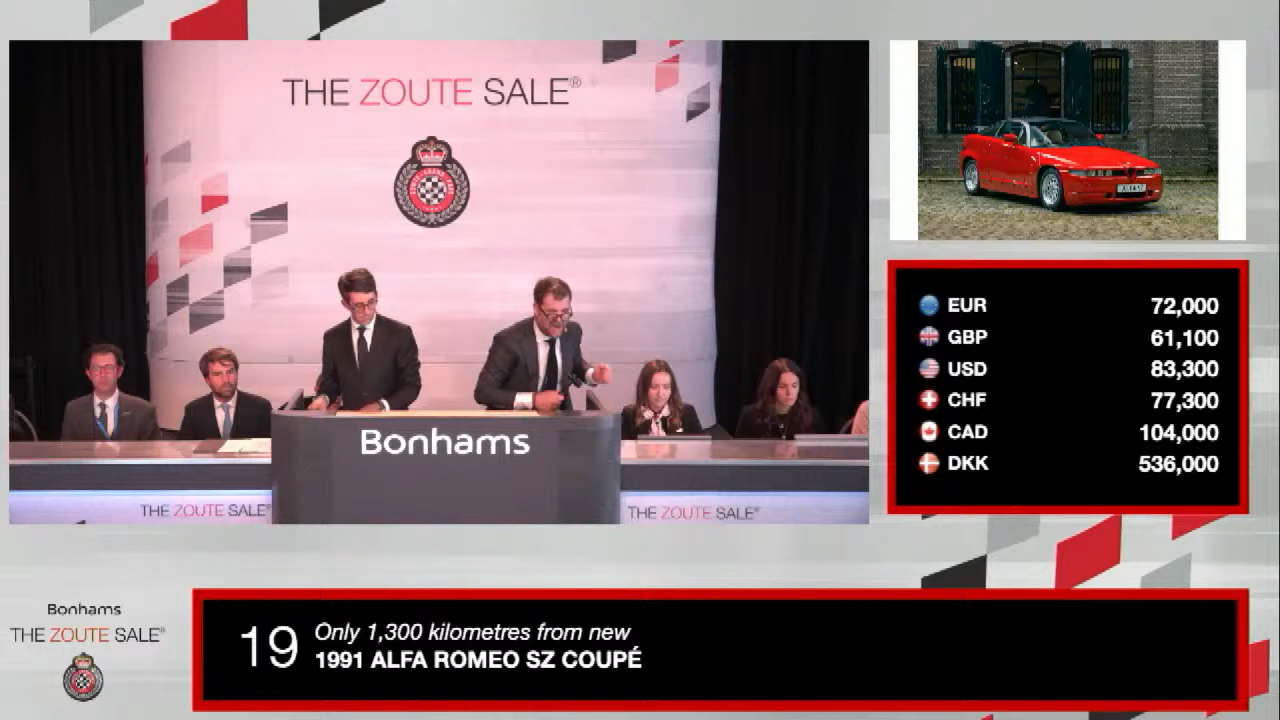 THE ZOUTE SALE®
Bonhams
THE ZOUTE SALE®
THE ZOUTE SALE®
EUR 72,000
GBP 61,100
USD 83,300
CHF 77,300
CAD 104,000
DKK 536,000
Bonhams
THE ZOUTE SALE®
19
Only 1,300 kilometres from new
1991 ALFA ROMEO SZ COUPÉ